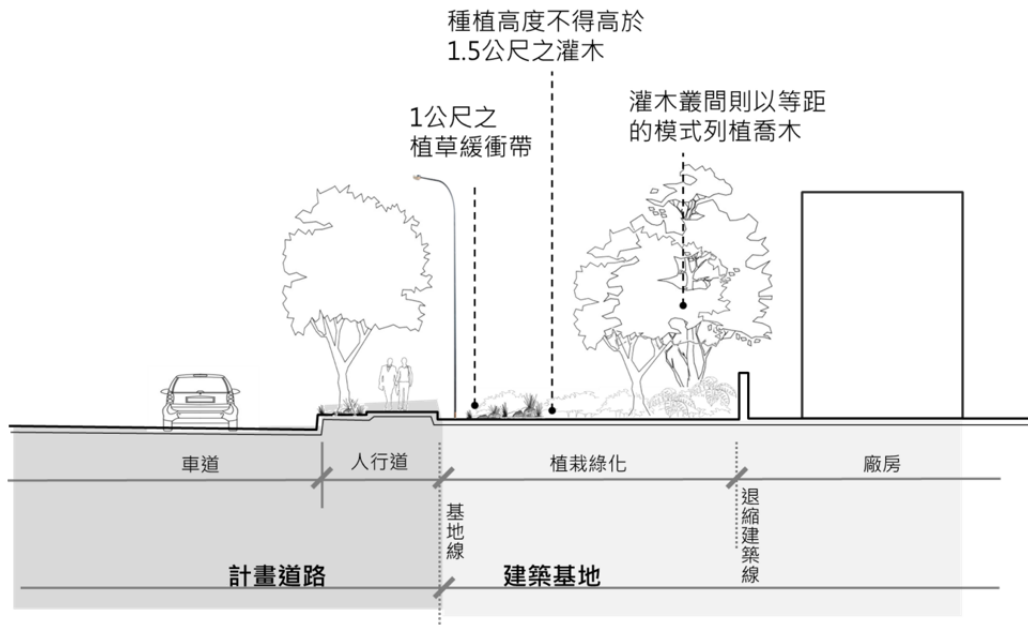 種植高度不得高於
1.5公尺之灌木
1公尺之
植草緩衝帶
灌木叢間則以等距
的模式列植喬木
車道
人行道
植栽綠化
廠房
基地線
退縮建築線
計畫道路
建築基地